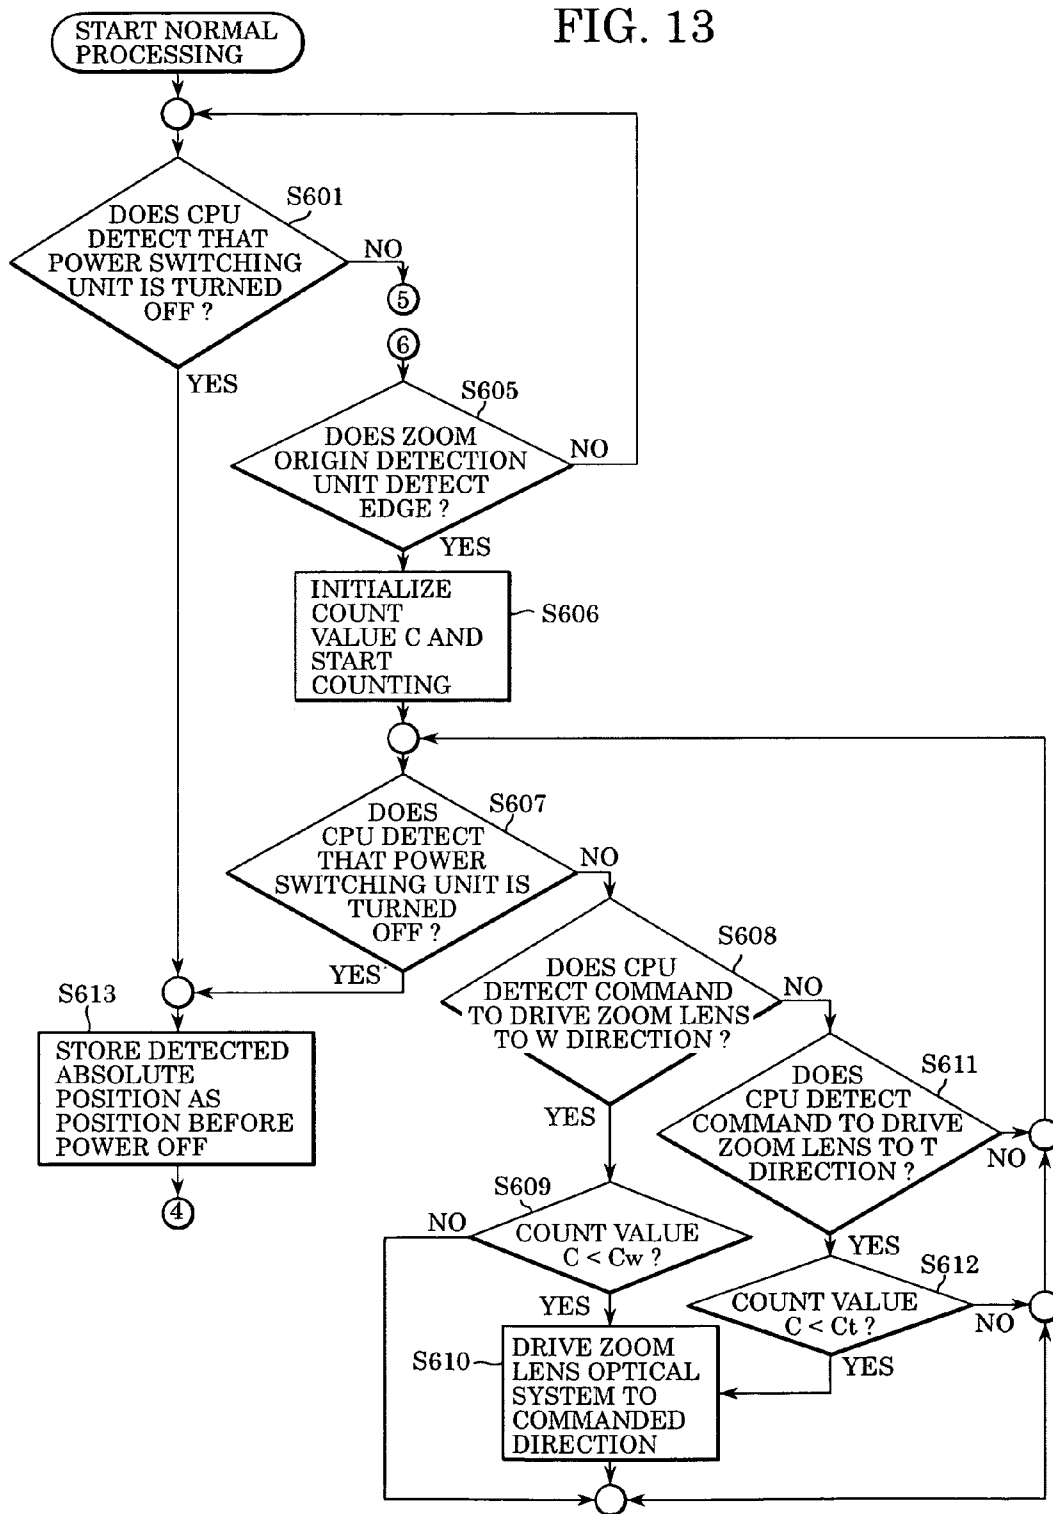 FIG. 13
START NORMAL
PROCESSING
S601
DOES CPU
DETECT THAT
POWER SWITCHING
UNIT IS TURNED
OFF ?
NO
5
6
YES
S605
DOES ZOOM
ORIGIN DETECTION
UNIT DETECT
EDGE ?
NO
YES
INITIALIZE
COUNT
VALUE C AND
START
COUNTING
S606
S607
DOES
CPU DETECT
THAT POWER
SWITCHING UNIT IS
TURNED
OFF ?
NO
YES
S608
DOES CPU
DETECT COMMAND
TO DRIVE ZOOM LENS
TO W DIRECTION ?
NO
YES
S613
STORE DETECTED
ABSOLUTE
POSITION AS
POSITION BEFORE
POWER OFF
4
S611
DOES
CPU DETECT
COMMAND TO DRIVE
ZOOM LENS TO T
DIRECTION ?
NO
YES
S609
NO
COUNT VALUE
C < Cw ?
YES
S612
COUNT VALUE
C < Ct ?
NO
YES
S610
DRIVE ZOOM
LENS OPTICAL
SYSTEM TO
COMMANDED
DIRECTION